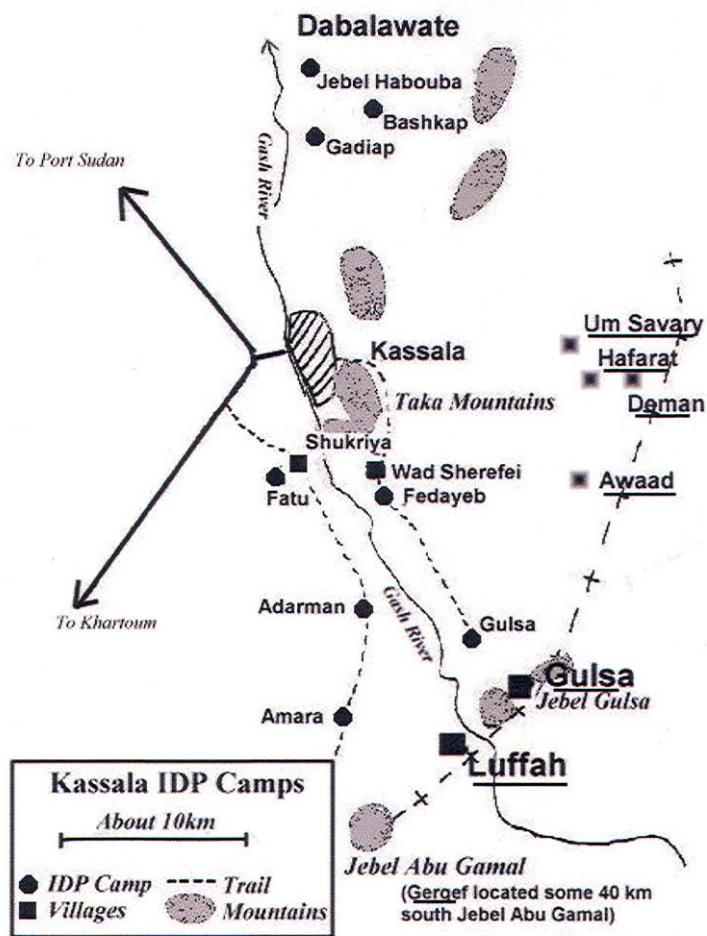 Dabalawate
Jebel Habouba
Bashkap
Gadiap
To Port Sudan
Gash River
Um Savary
Kassala
Hafarat
Taka Mountains
Deman
Shukriya
Wad Sherefei
Awaad
Fatu
Fedayeb
Adarman
To Khartoum
Gash River
Gulsa
Gulsa
Jebel Gulsa
Amara
Luffah
Kassala IDP Camps
About 10km
IDP Camp
Trail
Villages
Mountains
Jebel Abu Gamal
(Gergef located some 40 km
south Jebel Abu Gamal)